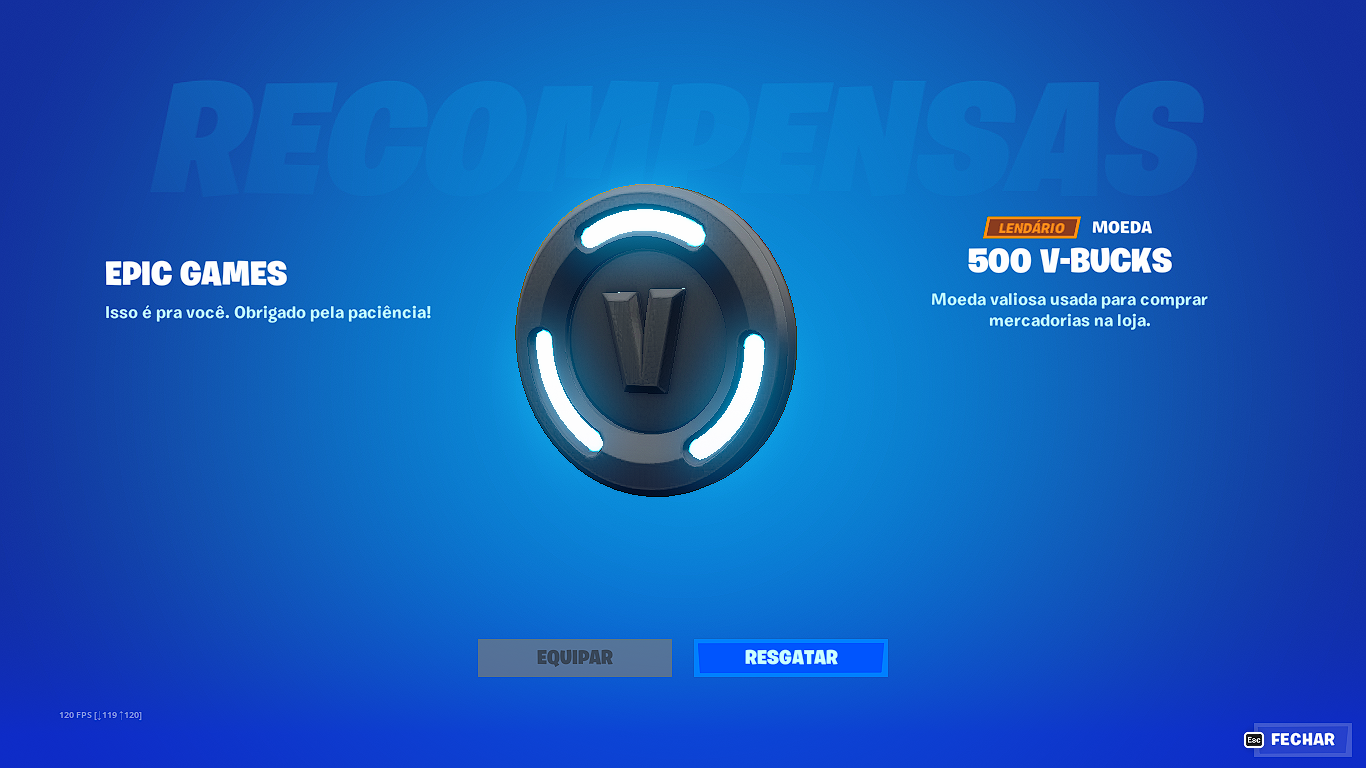 RECOMPENSAS
EPIC GAMES
Isso é pra você. Obrigado pela paciência!
V
LENDÁRIO MOEDA
500 V-BUCKS
Moeda valiosa usada para comprar
mercadorias na loja.
EQUIPAR
RESGATAR
120 FPS [↓119 ↑120]
Esc FECHAR